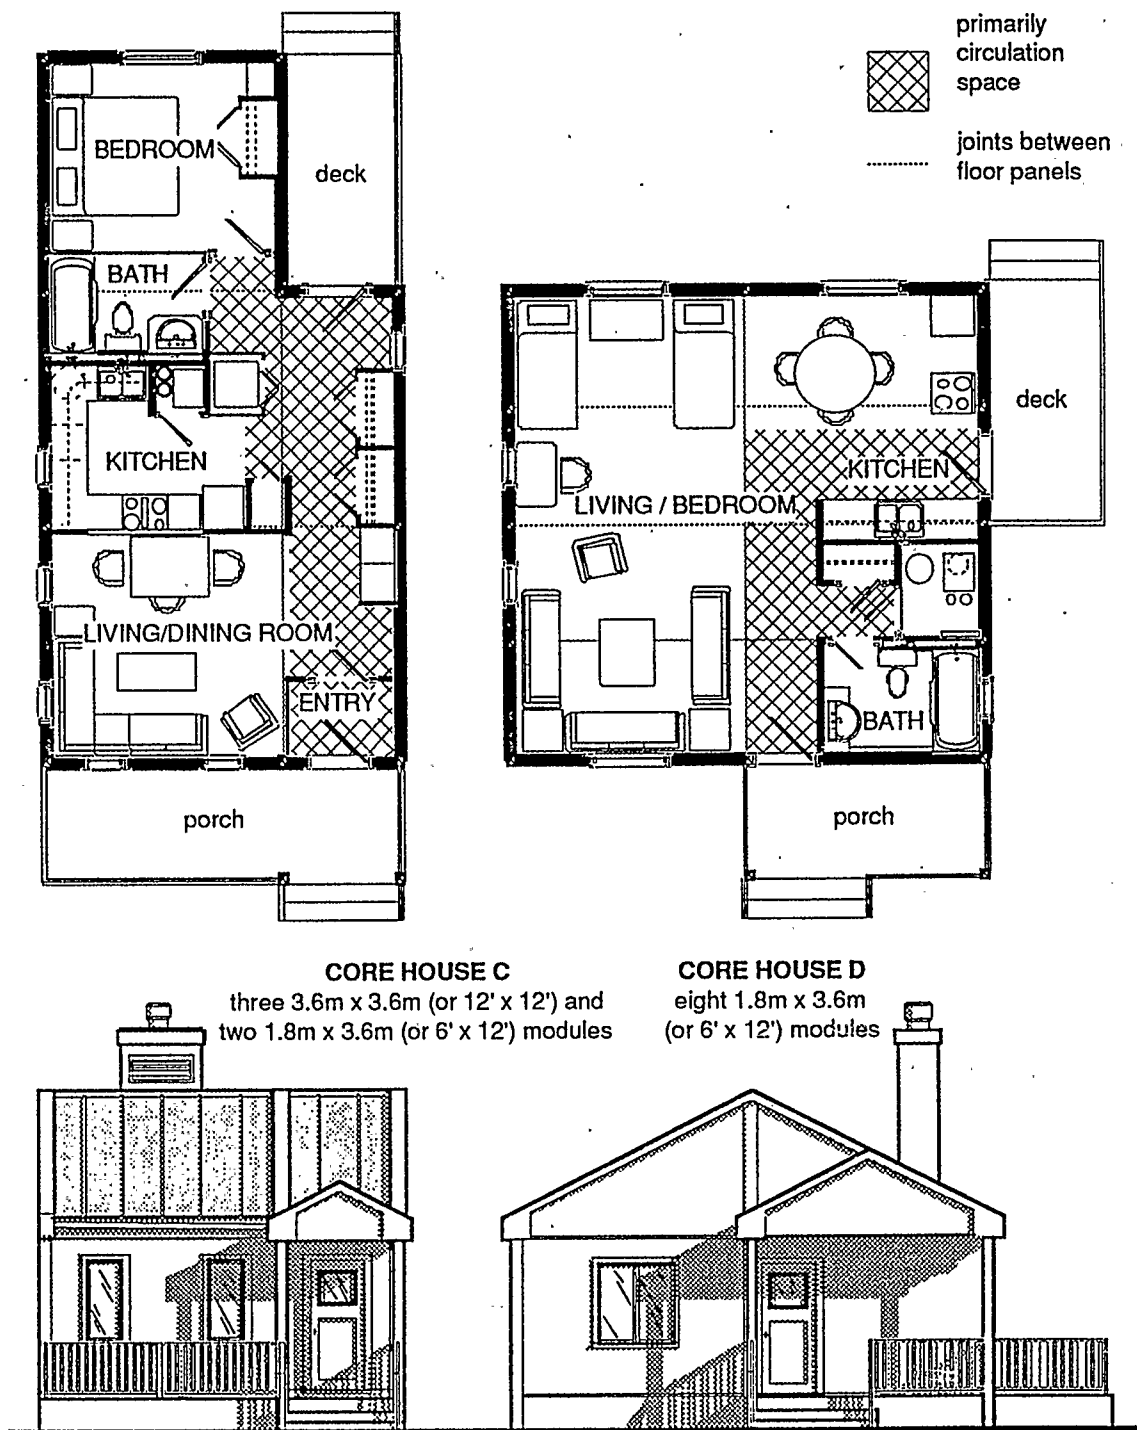 primarily
circulation
space
joints between
floor panels
BEDROOM
deck
BATH
KITCHEN
LIVING/DINING ROOM
ENTRY
porch
deck
KITCHEN
LIVING / BEDROOM
BATH
porch
CORE HOUSE C
three 3.6m x 3.6m (or 12' x 12') and
two 1.8m x 3.6m (or 6' x 12') modules
CORE HOUSE D
eight 1.8m x 3.6m
(or 6' x 12') modules